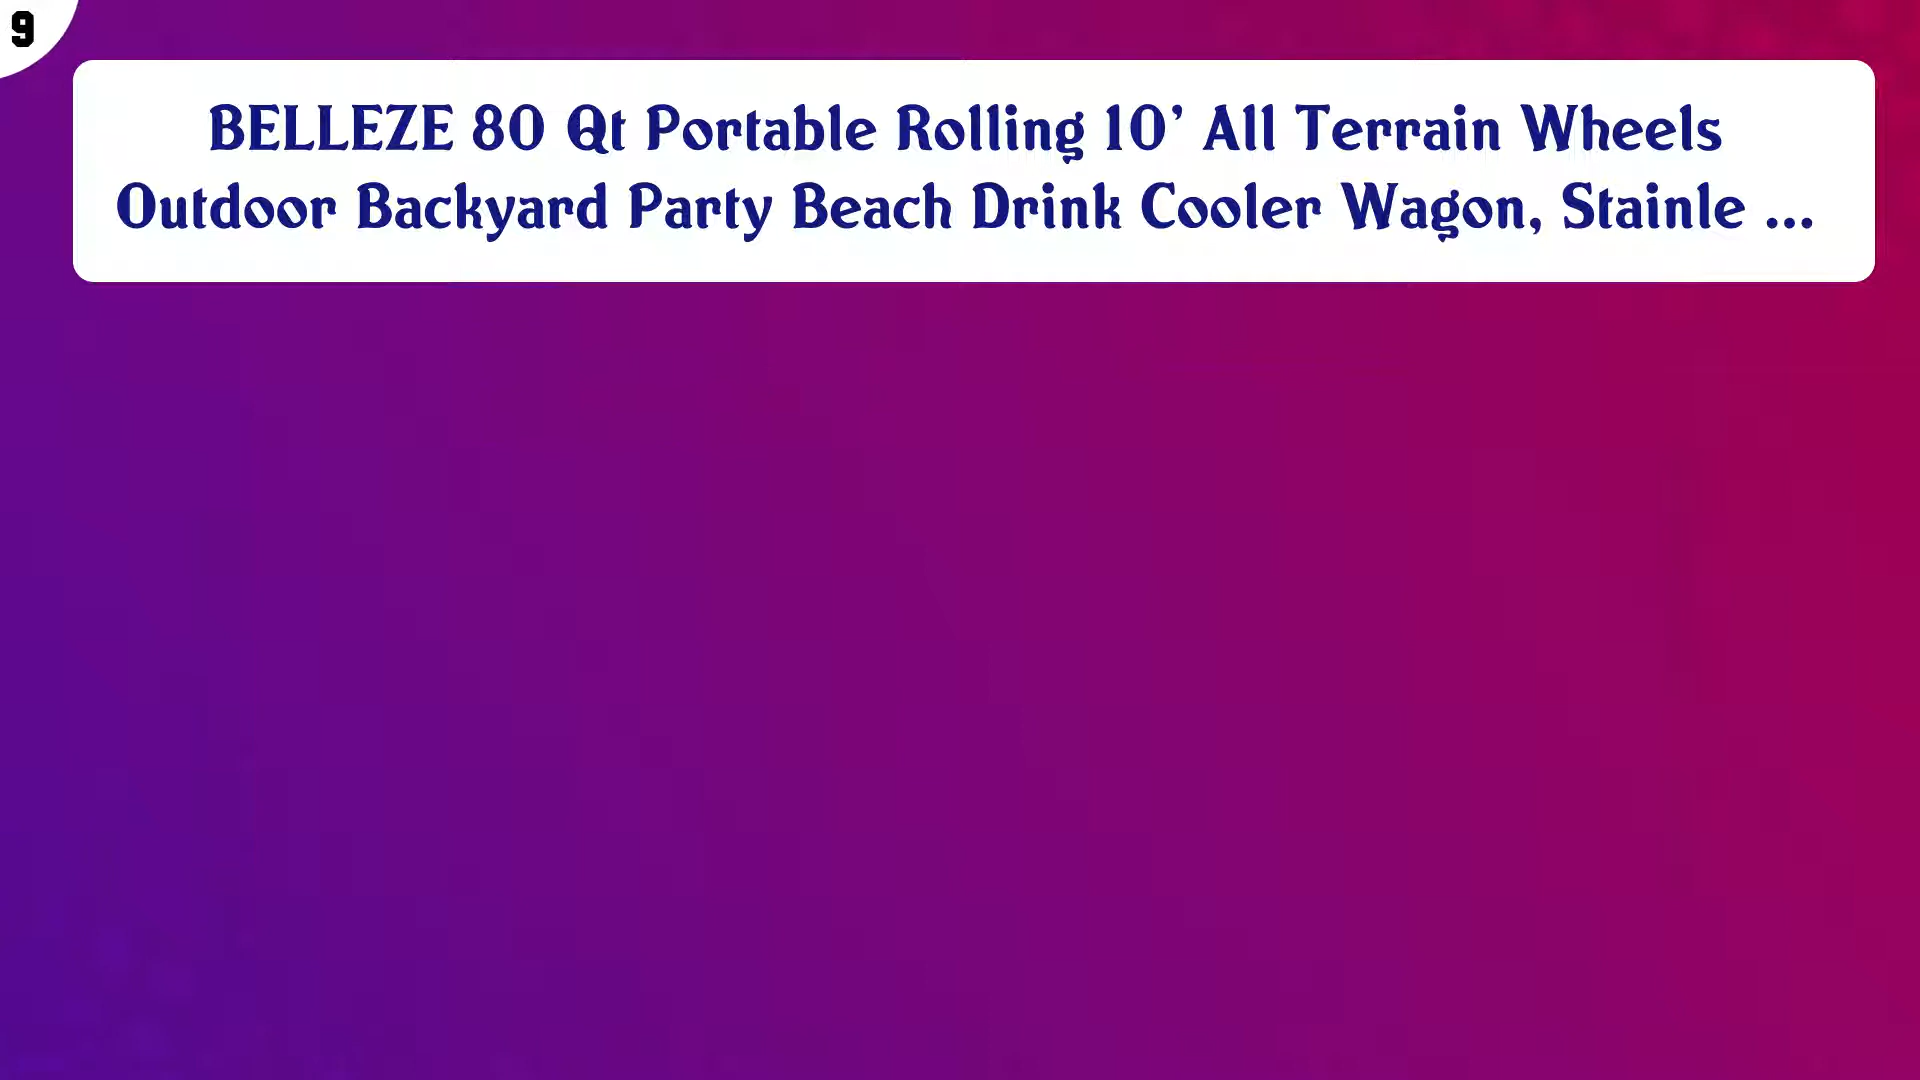 9
BELLEZE 80 Qt Portable Rolling 10’ All Terrain Wheels
Outdoor Backyard Party Beach Drink Cooler Wagon, Stainle ...